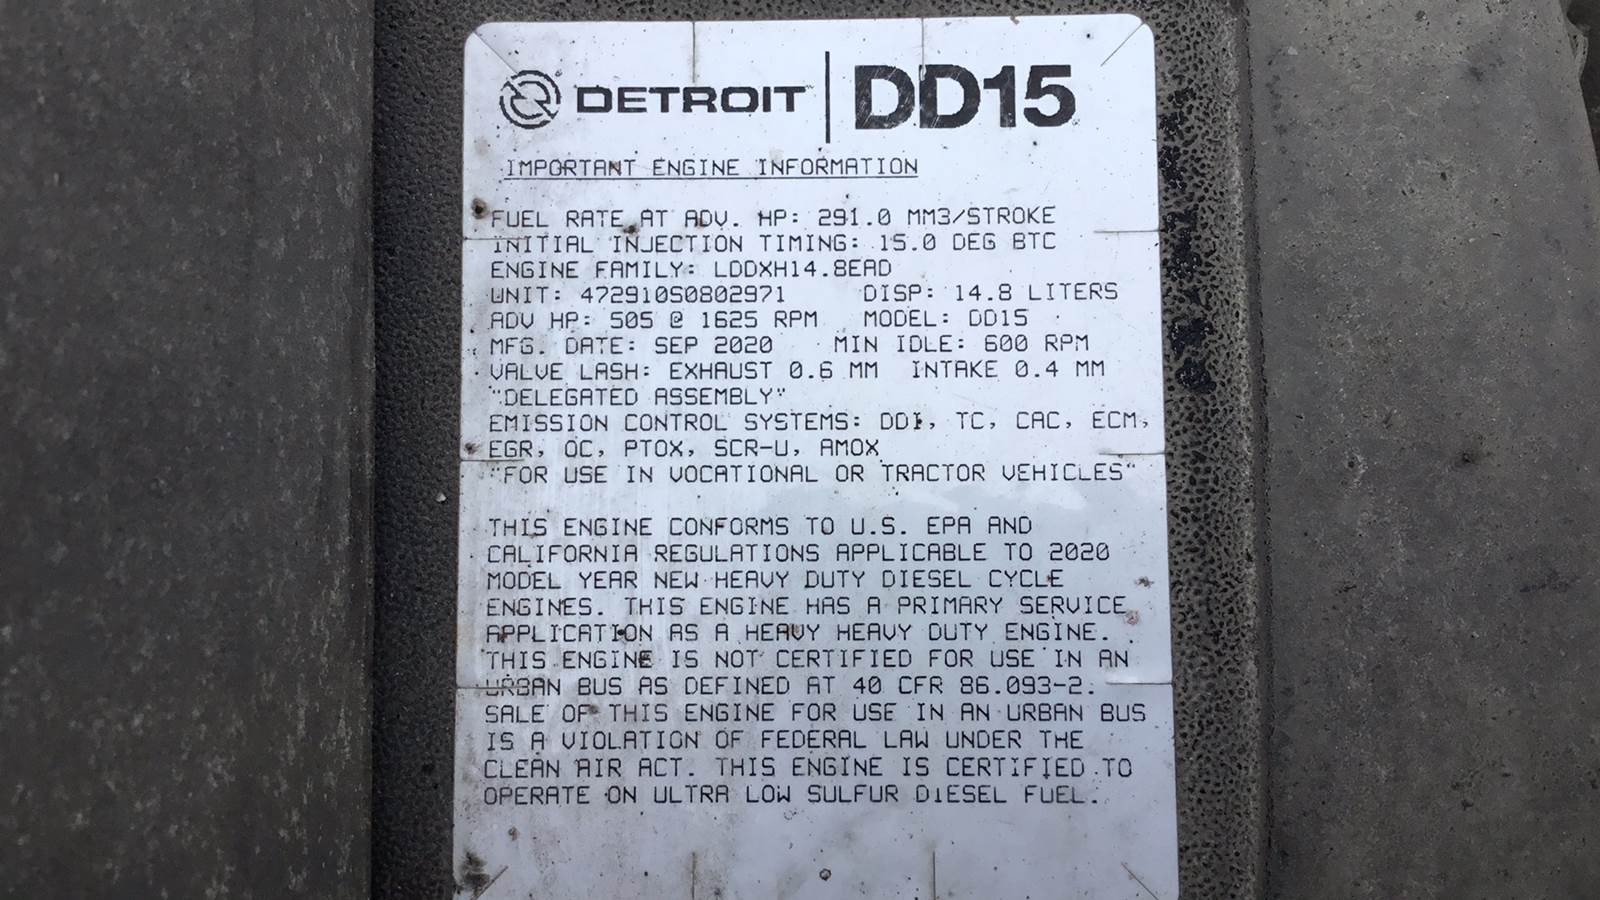 DETROIT | DD15
IMPORTANT ENGINE INFORMATION
FUEL RATE AT ADV. HP: 291.0 MM3/STROKE
INITIAL INJECTION TIMING: 15.0 DEG BTC
ENGINE FAMILY: LDDXH14.8EAD
UNIT: 472910S0802971 DISP: 14.8 LITERS
ADV HP: 505 @ 1625 RPM MODEL: DD15
MFG. DATE: SEP 2020 MIN IDLE: 600 RPM
VALVE LASH: EXHAUST 0.6 MM INTAKE 0.4 MM
"DELEGATED ASSEMBLY"
EMISSION CONTROL SYSTEMS: DDI, TC, CAC, ECM,
EGR, OC, PTOX, SCR-U, AMOX
"FOR USE IN VOCATIONAL OR TRACTOR VEHICLES"
THIS ENGINE CONFORMS TO U.S. EPA AND
CALIFORNIA REGULATIONS APPLICABLE TO 2020
MODEL YEAR NEW HEAVY DUTY DIESEL CYCLE
ENGINES. THIS ENGINE HAS A PRIMARY SERVICE
APPLICATION AS A HEAVY HEAVY DUTY ENGINE.
THIS ENGINE IS NOT CERTIFIED FOR USE IN AN
URBAN BUS AS DEFINED AT 40 CFR 86.093-2.
SALE OF THIS ENGINE FOR USE IN AN URBAN BUS
IS A VIOLATION OF FEDERAL LAW UNDER THE
CLEAN AIR ACT. THIS ENGINE IS CERTIFIED TO
OPERATE ON ULTRA LOW SULFUR DIESEL FUEL.